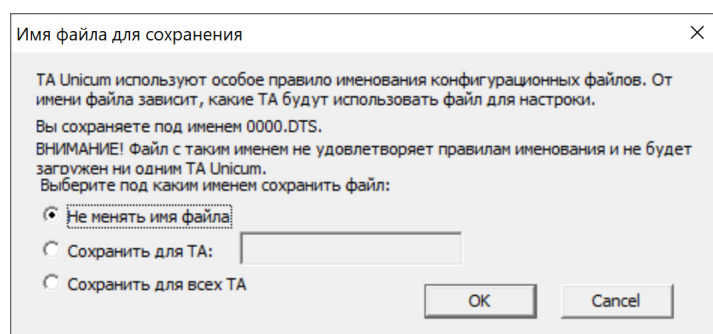 Имя файла для сохранения
TA Unicum используют особое правило именования конфигурационных файлов. От
имени файла зависит, какие ТА будут использовать файл для настройки.
Вы сохраняете под именем 0000.DTS.
ВНИМАНИЕ! Файл с таким именем не удовлетворяет правилам именования и не будет
загружен ни одним TA Unicum.
Выберите под каким именем сохранить файл:
Не менять имя файла
Сохранить для ТА:
Сохранить для всех ТА
OK
Cancel